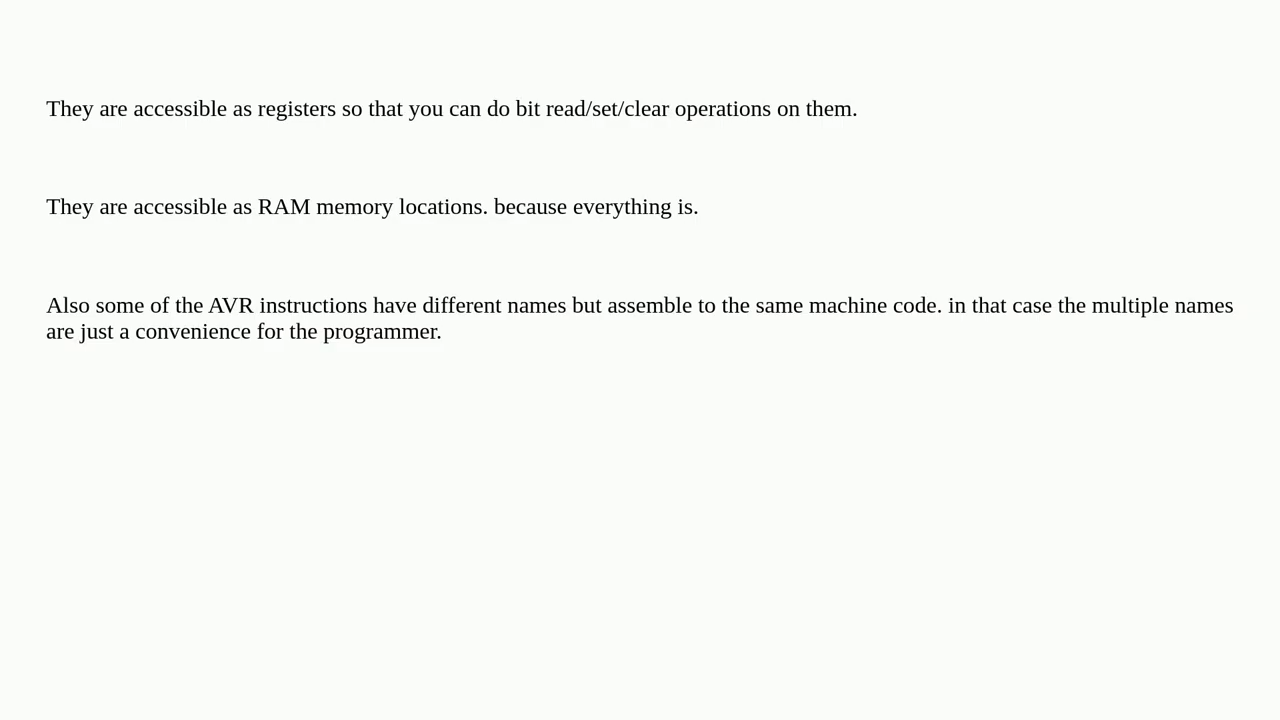 They are accessible as registers so that you can do bit read/set/clear operations on them.
They are accessible as RAM memory locations. because everything is.
Also some of the AVR instructions have different names but assemble to the same machine code. in that case the multiple names
are just a convenience for the programmer.